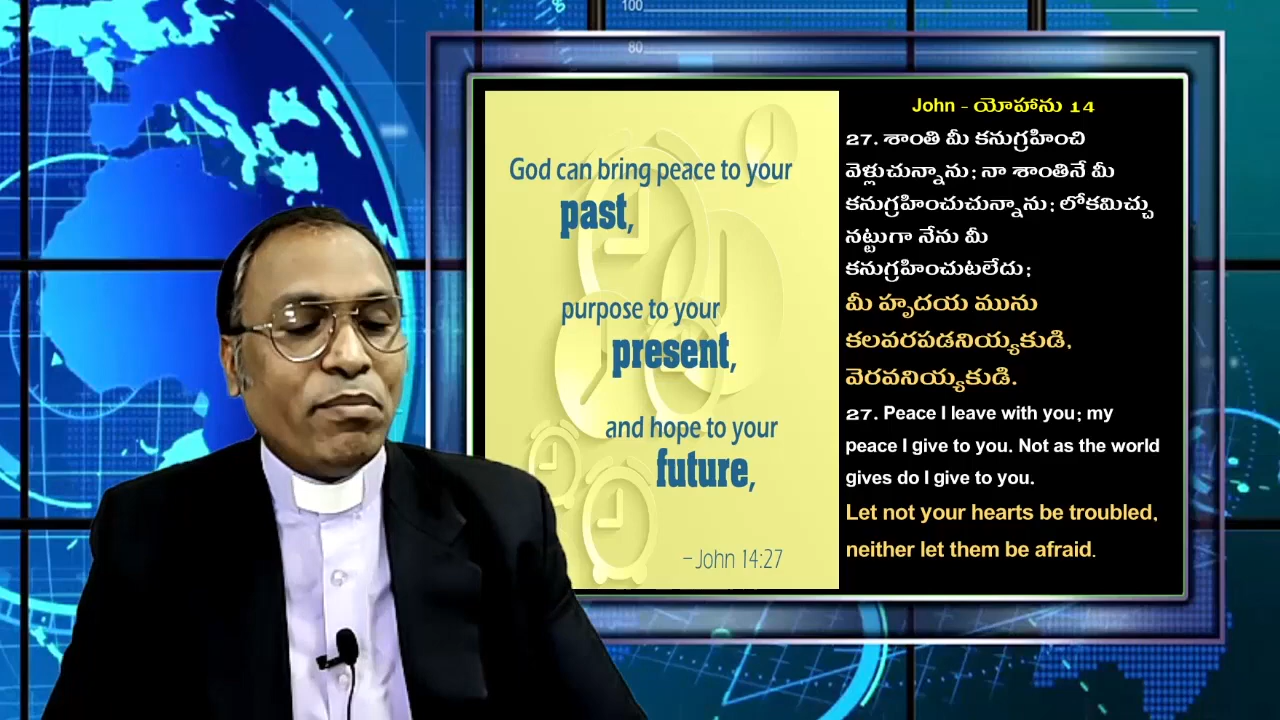 100
80
God can bring peace to your
past,
purpose to your
present,
and hope to your
future,
– John 14:27
John - యోహాను 14
27. శాంతి మీ కనుగ్రహించి
వెళ్లుచున్నాను; నా శాంతినే మీ
కనుగ్రహించుచున్నాను; లోకమిచ్చు
నట్టుగా నేను మీ
కనుగ్రహించుటలేదు;
మీ హృదయ మును
కలవరపడనియ్యకుడి,
వెరవనియ్యకుడి.
27. Peace I leave with you; my
peace I give to you. Not as the world
gives do I give to you.
Let not your hearts be troubled,
neither let them be afraid.